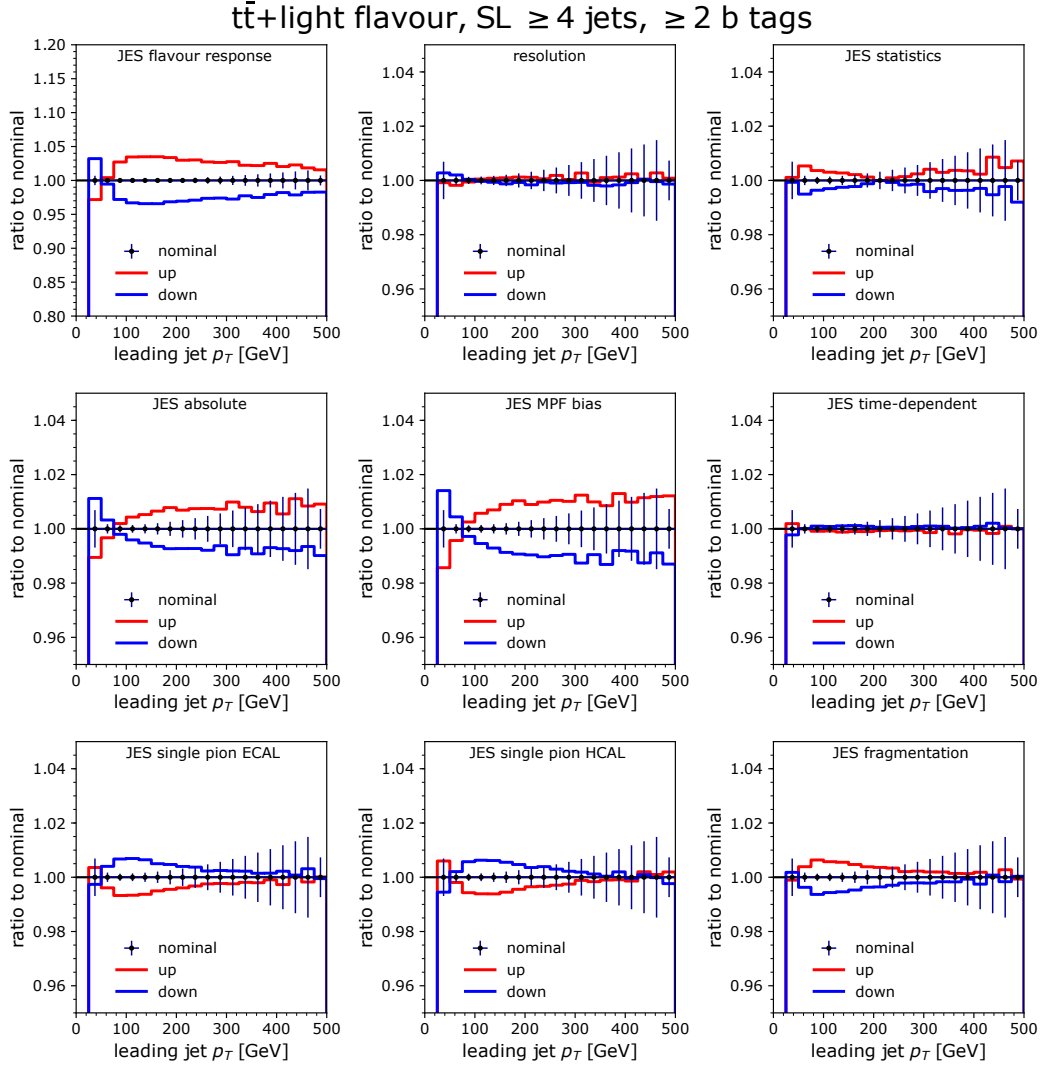 tt̄+light flavour, SL ≥ 4 jets, ≥ 2 b tags
JES flavour response
1.20
1.15
1.10
1.05
1.00
0.95
0.90
0.85
0.80
ratio to nominal
nominal
up
down
0 100 200 300 400 500
leading jet p_T [GeV]
resolution
1.04
1.02
1.00
0.98
0.96
ratio to nominal
nominal
up
down
0 100 200 300 400 500
leading jet p_T [GeV]
JES statistics
1.04
1.02
1.00
0.98
0.96
ratio to nominal
nominal
up
down
0 100 200 300 400 500
leading jet p_T [GeV]
JES absolute
1.04
1.02
1.00
0.98
0.96
ratio to nominal
nominal
up
down
0 100 200 300 400 500
leading jet p_T [GeV]
JES MPF bias
1.04
1.02
1.00
0.98
0.96
ratio to nominal
nominal
up
down
0 100 200 300 400 500
leading jet p_T [GeV]
JES time-dependent
1.04
1.02
1.00
0.98
0.96
ratio to nominal
nominal
up
down
0 100 200 300 400 500
leading jet p_T [GeV]
JES single pion ECAL
1.04
1.02
1.00
0.98
0.96
ratio to nominal
nominal
up
down
0 100 200 300 400 500
leading jet p_T [GeV]
JES single pion HCAL
1.04
1.02
1.00
0.98
0.96
ratio to nominal
nominal
up
down
0 100 200 300 400 500
leading jet p_T [GeV]
JES fragmentation
1.04
1.02
1.00
0.98
0.96
ratio to nominal
nominal
up
down
0 100 200 300 400 500
leading jet p_T [GeV]